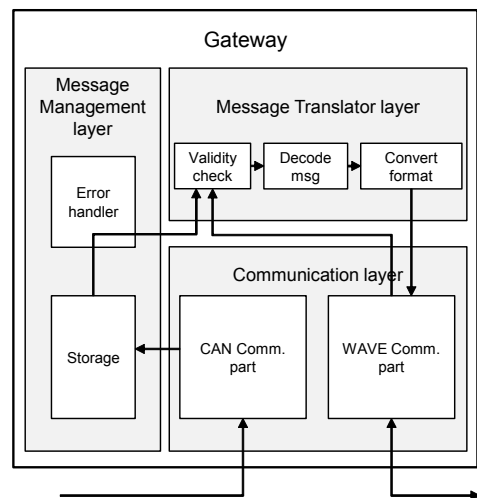 Gateway
Message
Management
layer
Error
handler
Storage
Message Translator layer
Validity
check
Decode
msg
Convert
format
Communication layer
CAN Comm.
part
WAVE Comm.
part